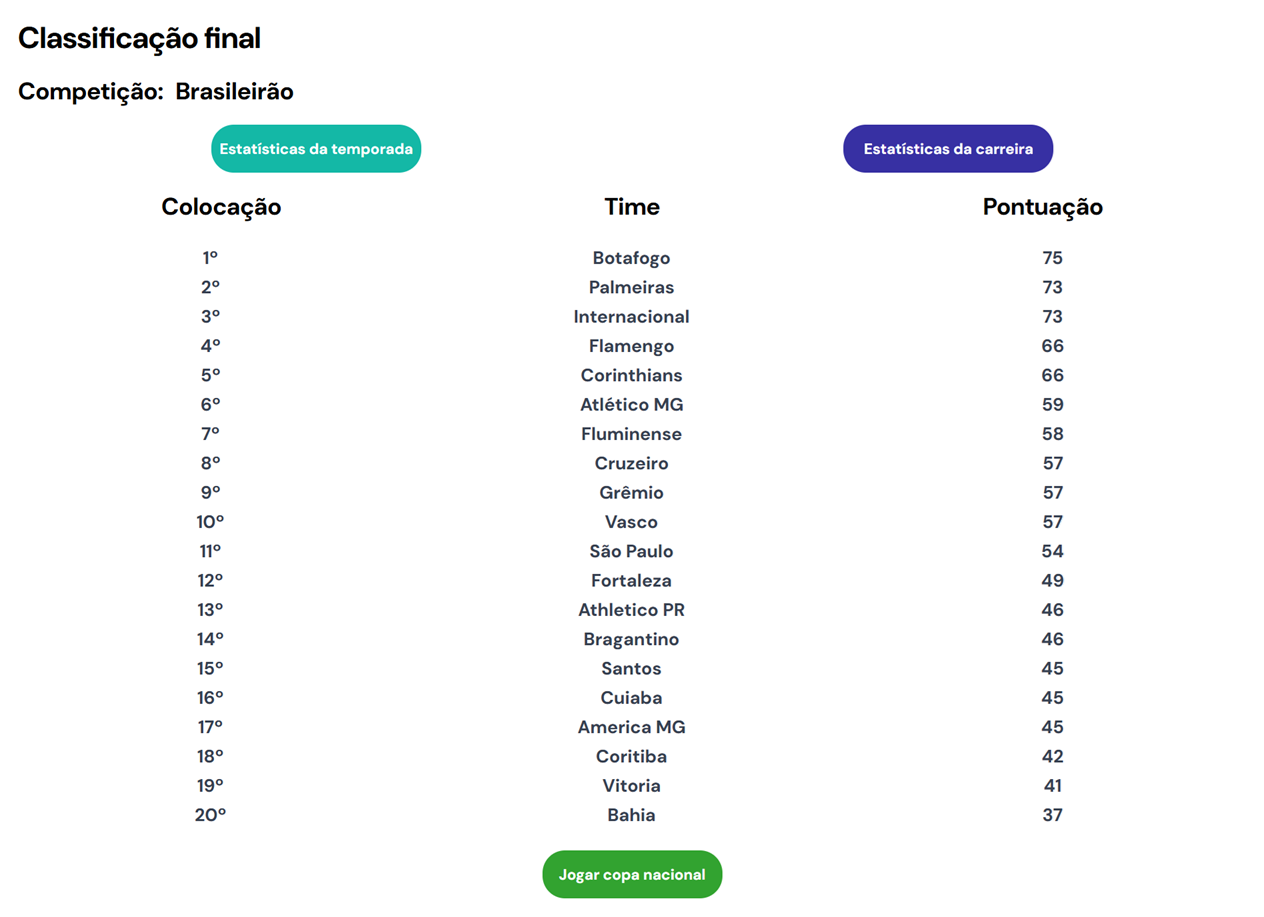 Classificação final
Competição: Brasileirão
Estatísticas da temporada Estatísticas da carreira
Colocação Time Pontuação
1º Botafogo 75
2º Palmeiras 73
3º Internacional 73
4º Flamengo 66
5º Corinthians 66
6º Atlético MG 59
7º Fluminense 58
8º Cruzeiro 57
9º Grêmio 57
10º Vasco 57
11º São Paulo 54
12º Fortaleza 49
13º Athletico PR 46
14º Bragantino 46
15º Santos 45
16º Cuiaba 45
17º America MG 45
18º Coritiba 42
19º Vitoria 41
20º Bahia 37
Jogar copa nacional